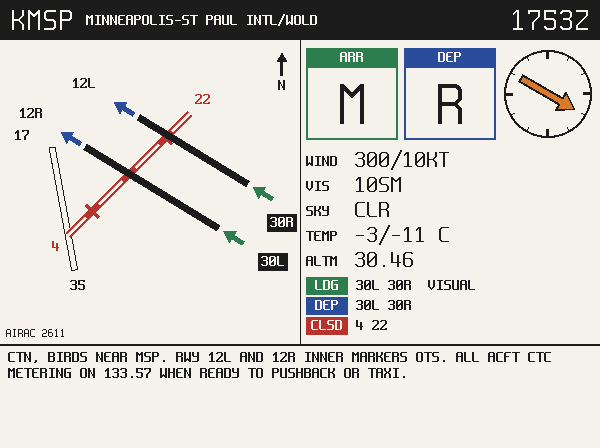 KMSP MINNEAPOLIS-ST PAUL INTL/WOLD 1753Z
12L
22
N
12R
17
30R
4
30L
35
AIRAC 2611
ARR DEP
M R
WIND 300/10KT
VIS 10SM
SKY CLR
TEMP -3/-11 C
ALTM 30.46
LDG 30L 30R VISUAL
DEP 30L 30R
CLSD 4 22
CTN, BIRDS NEAR MSP. RWY 12L AND 12R INNER MARKERS OTS. ALL ACFT CTC
METERING ON 133.57 WHEN READY TO PUSHBACK OR TAXI.